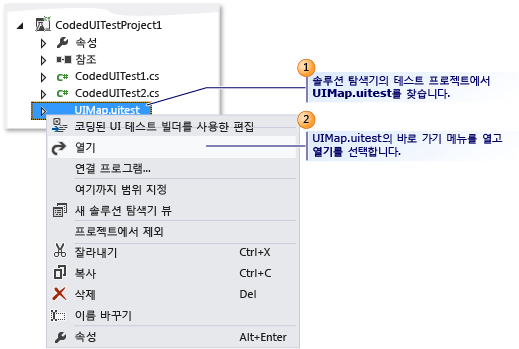 CodedUITestProject1
속성
참조
CodedUITest1.cs
CodedUITest2.cs
UIMap.uitest
코딩된 UI 테스트 빌더를 사용한 편집
열기
연결 프로그램...
여기까지 범위 지정
새 솔루션 탐색기 뷰
프로젝트에서 제외
잘라내기 Ctrl+X
복사 Ctrl+C
삭제 Del
이름 바꾸기
속성 Alt+Enter
1
솔루션 탐색기의 테스트 프로젝트에서
UIMap.uitest를 찾습니다.
2
UIMap.uitest의 바로 가기 메뉴를 열고
열기를 선택합니다.